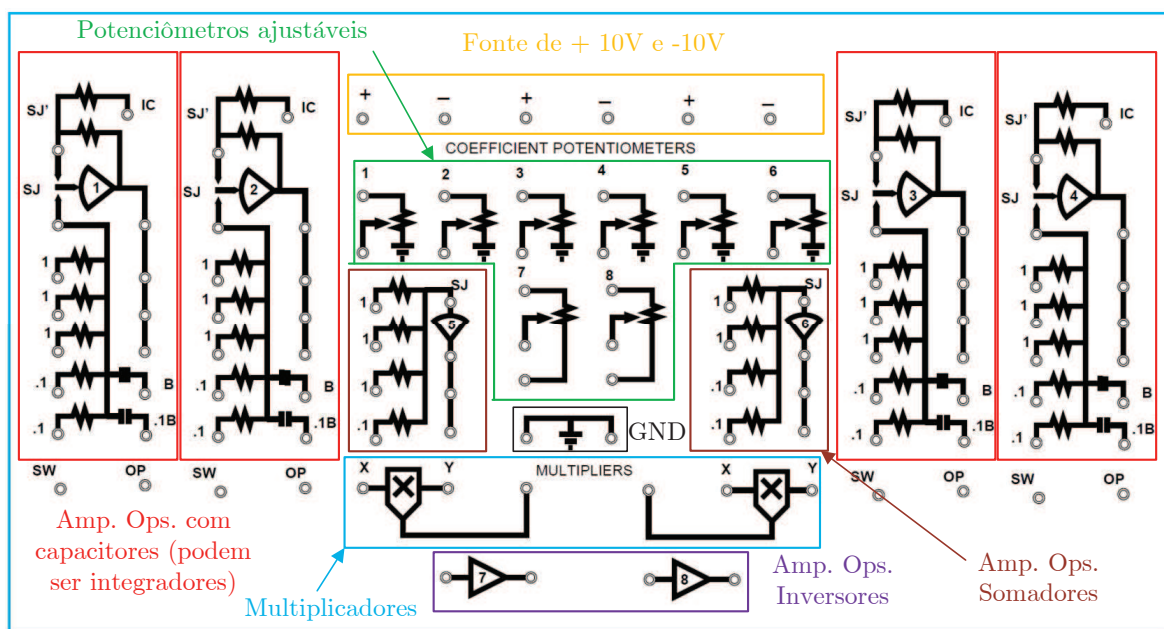 Potenciômetros ajustáveis
Fonte de + 10V e -10V
+ − + − + −
COEFFICIENT POTENTIOMETERS
SJ' IC
SJ 1
1
1
1
.1 B
.1 .1B
SW OP
SJ' IC
SJ 2
1
1
1
.1 B
.1 .1B
SW OP
1 2 3 4 5 6
7 8
SJ
1 5
1
1
1
SJ
1 6
1
1
1
GND
SJ' IC
SJ 3
1
1
1
.1 B
.1 .1B
SW OP
SJ' IC
SJ 4
1
1
1
.1 B
.1 .1B
SW OP
X Y MULTIPLIERS X Y
7 8
Amp. Ops. com
capacitores (podem
ser integradores)
Multiplicadores
Amp. Ops.
Inversores
Amp. Ops.
Somadores